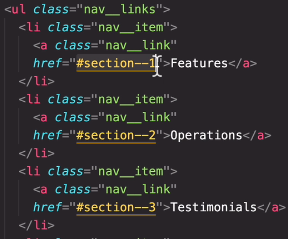 <ul class="nav__links">
<li class="nav__item">
<a class="nav__link"
href="#section--1">Features</a>
</li>
<li class="nav__item">
<a class="nav__link"
href="#section--2">Operations</a>
</li>
<li class="nav__item">
<a class="nav__link"
href="#section--3">Testimonials</a>
</li>